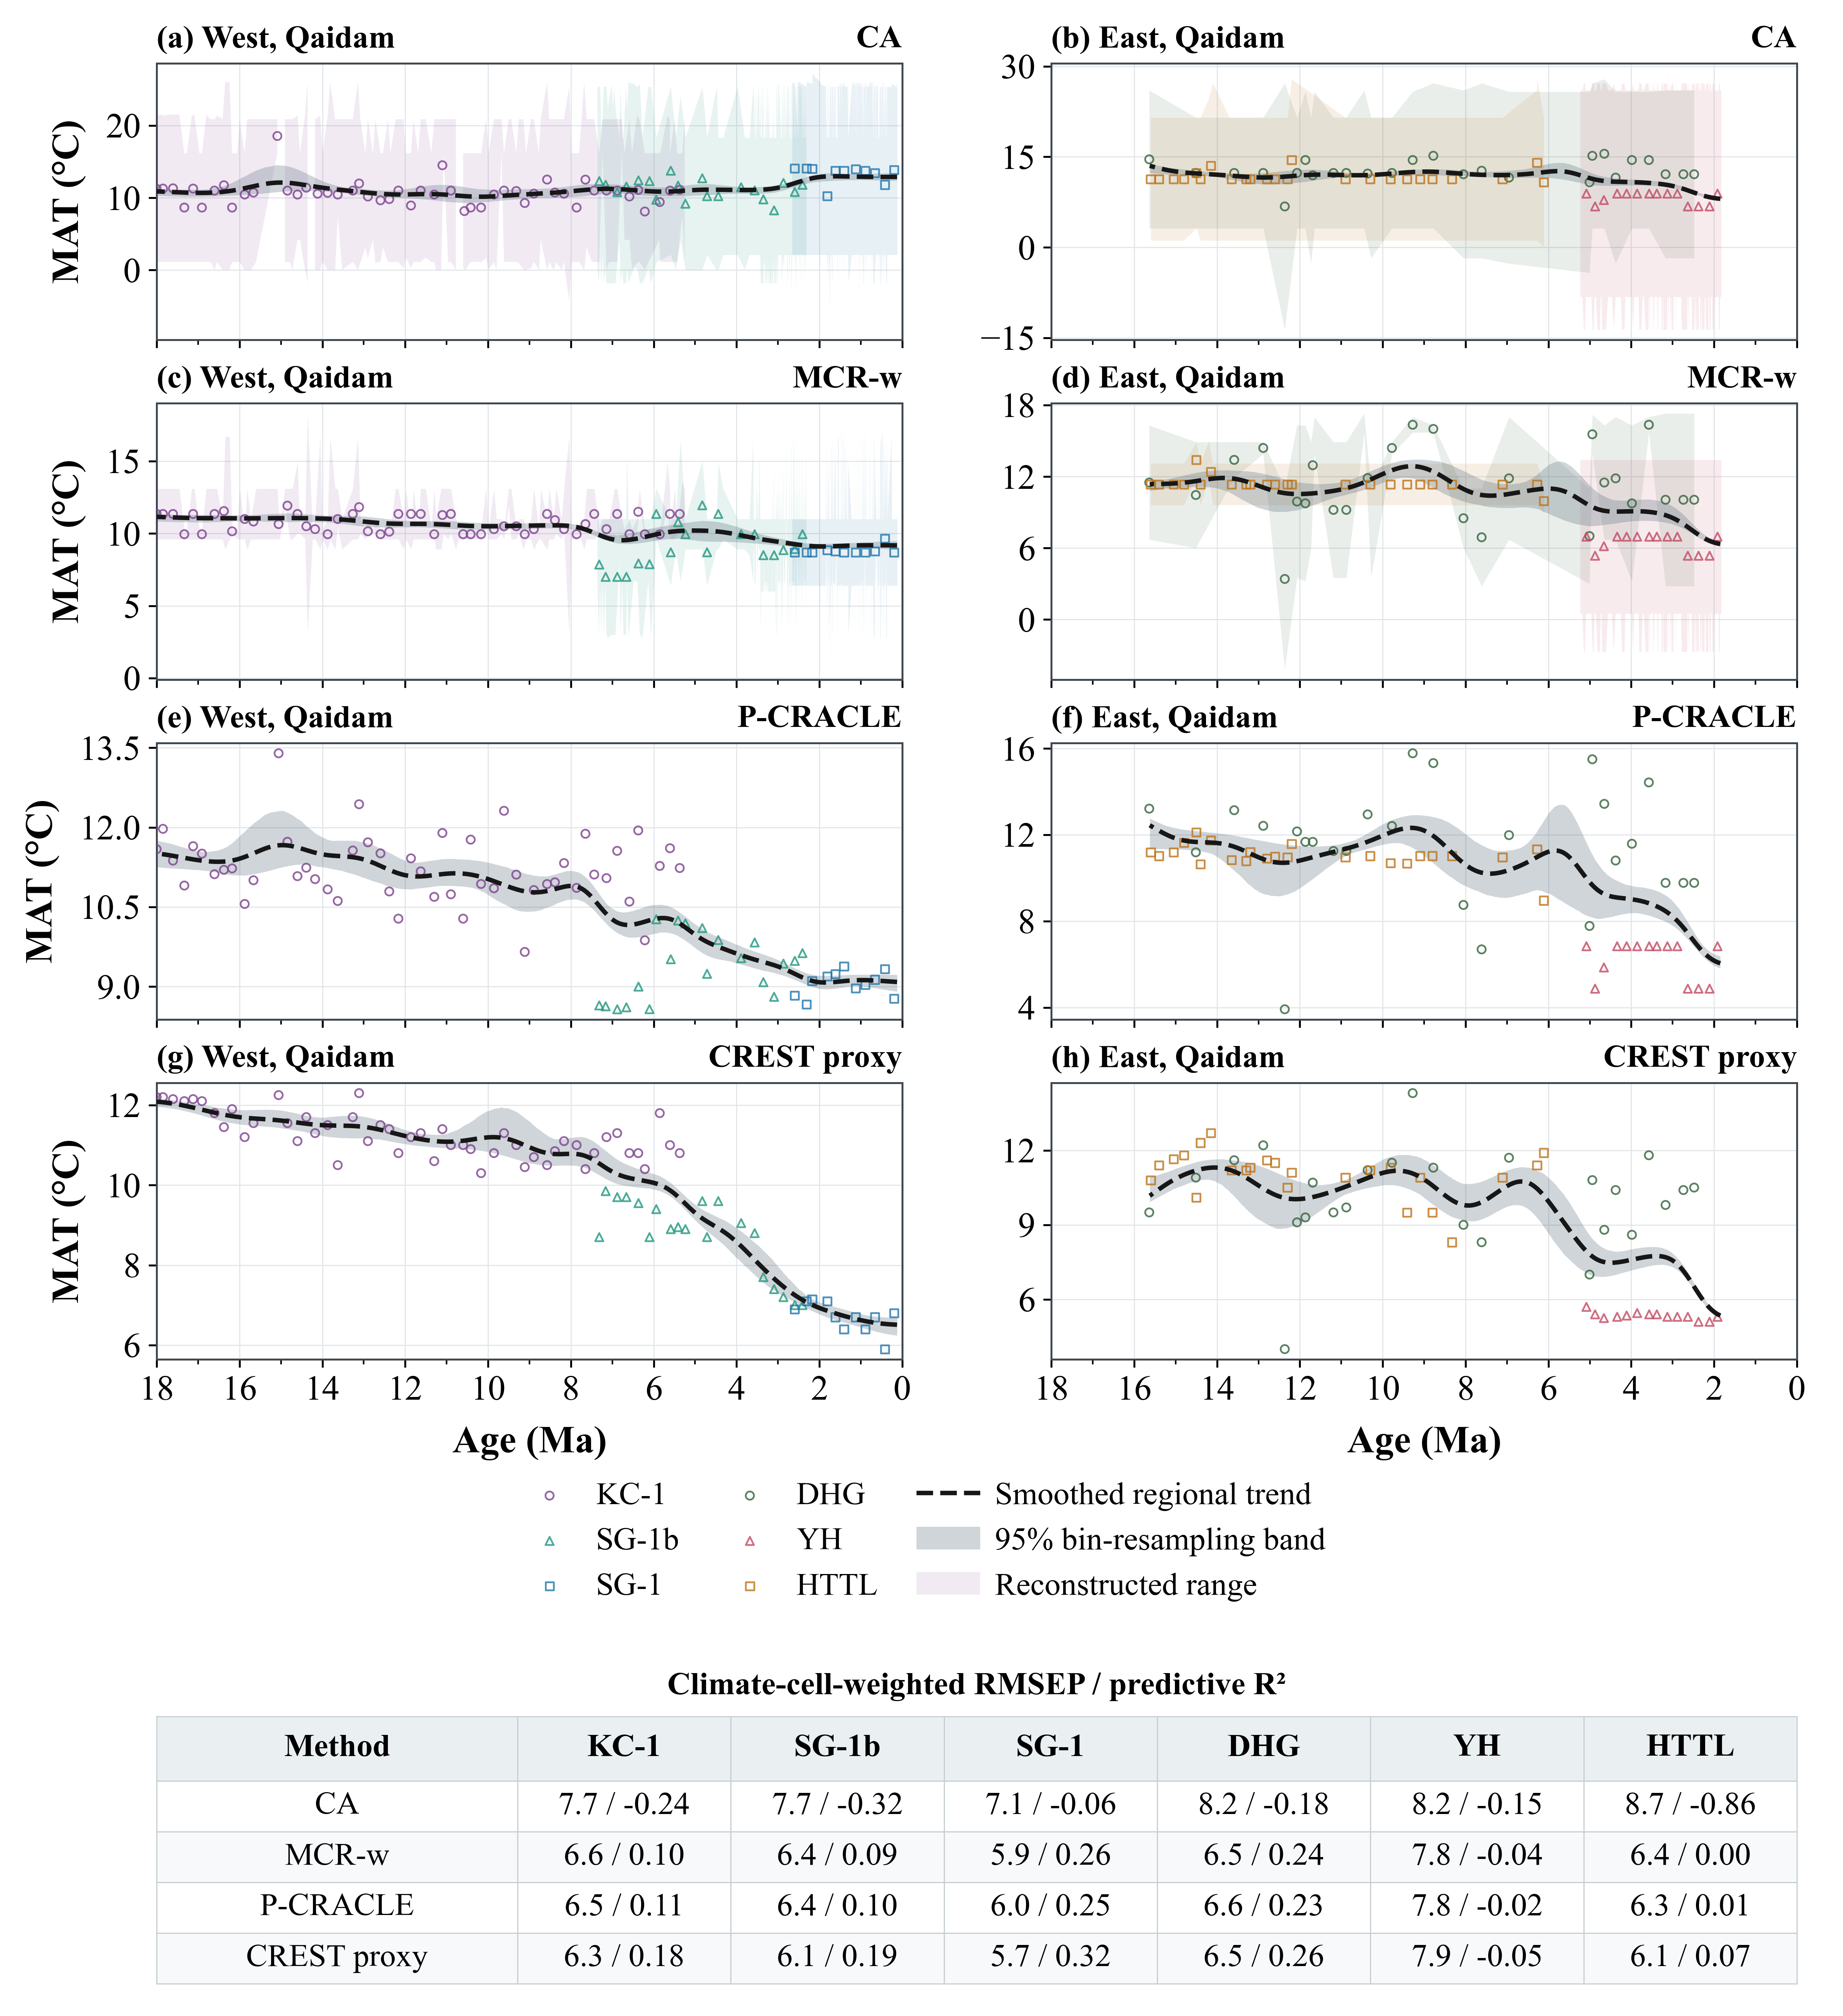 (a) West, Qaidam CA
MAT (°C)
20
10
0
(b) East, Qaidam CA
30
15
0
−15
(c) West, Qaidam MCR-w
MAT (°C)
15
10
5
0
(d) East, Qaidam MCR-w
18
12
6
0
(e) West, Qaidam P-CRACLE
MAT (°C)
13.5
12.0
10.5
9.0
(f) East, Qaidam P-CRACLE
16
12
8
4
(g) West, Qaidam CREST proxy
MAT (°C)
12
10
8
6
18 16 14 12 10 8 6 4 2 0
Age (Ma)
(h) East, Qaidam CREST proxy
12
9
6
18 16 14 12 10 8 6 4 2 0
Age (Ma)
KC-1 DHG Smoothed regional trend
SG-1b YH 95% bin-resampling band
SG-1 HTTL Reconstructed range
Climate-cell-weighted RMSEP / predictive R²
Method KC-1 SG-1b SG-1 DHG YH HTTL
CA 7.7 / -0.24 7.7 / -0.32 7.1 / -0.06 8.2 / -0.18 8.2 / -0.15 8.7 / -0.86
MCR-w 6.6 / 0.10 6.4 / 0.09 5.9 / 0.26 6.5 / 0.24 7.8 / -0.04 6.4 / 0.00
P-CRACLE 6.5 / 0.11 6.4 / 0.10 6.0 / 0.25 6.6 / 0.23 7.8 / -0.02 6.3 / 0.01
CREST proxy 6.3 / 0.18 6.1 / 0.19 5.7 / 0.32 6.5 / 0.26 7.9 / -0.05 6.1 / 0.07